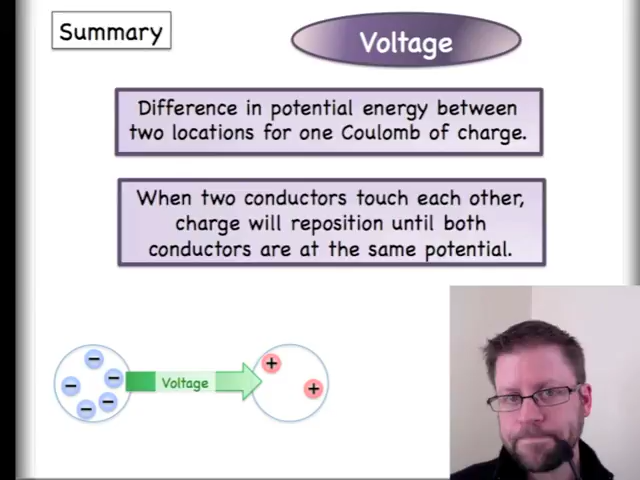 Summary
Voltage
Difference in potential energy between
two locations for one Coulomb of charge.
When two conductors touch each other,
charge will reposition until both
conductors are at the same potential.
Voltage